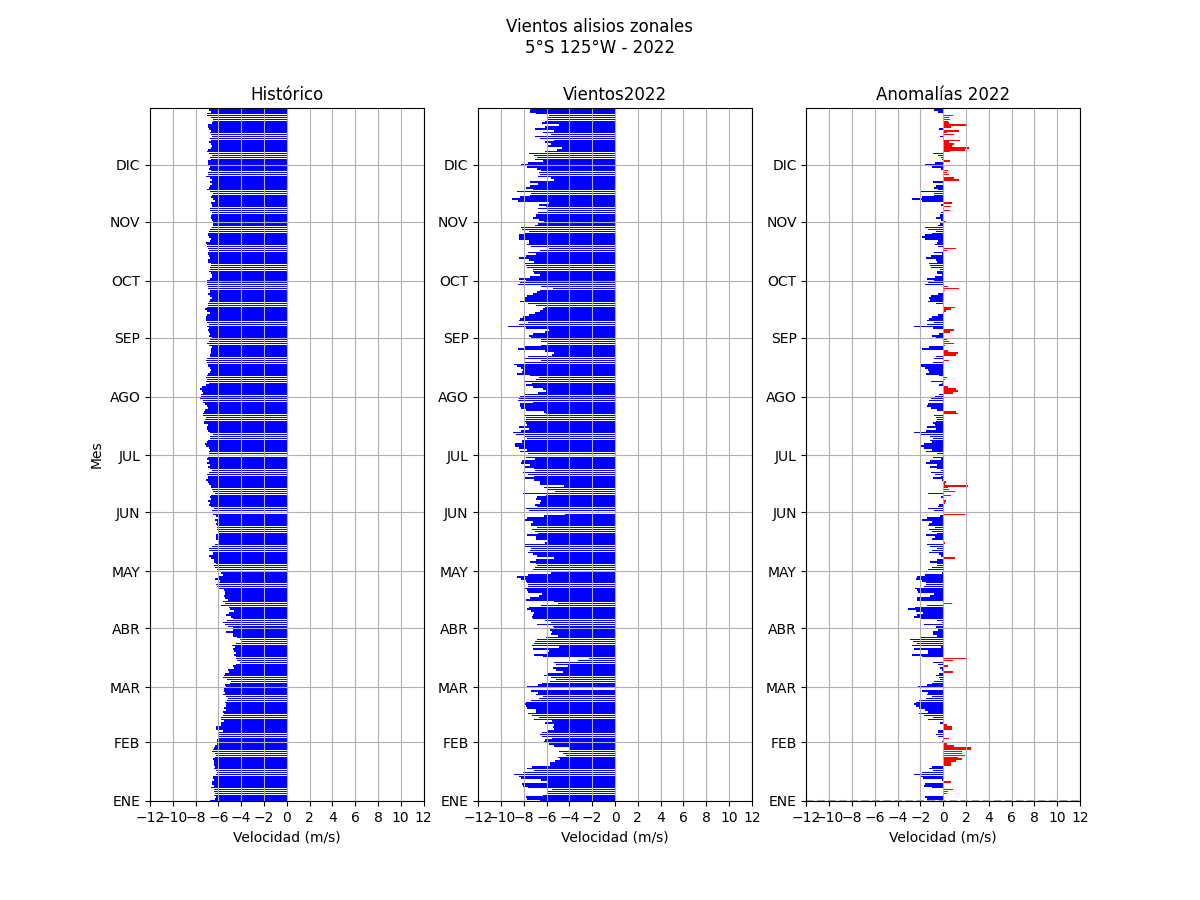 Vientos alisios zonales
5°S 125°W - 2022
Histórico
Vientos2022
Anomalías 2022
DIC
NOV
OCT
SEP
AGO
JUL
JUN
MAY
ABR
MAR
FEB
ENE
Mes
−12 −10 −8 −6 −4 −2 0 2 4 6 8 10 12
Velocidad (m/s)
DIC
NOV
OCT
SEP
AGO
JUL
JUN
MAY
ABR
MAR
FEB
ENE
−12 −10 −8 −6 −4 −2 0 2 4 6 8 10 12
Velocidad (m/s)
DIC
NOV
OCT
SEP
AGO
JUL
JUN
MAY
ABR
MAR
FEB
ENE
−12 −10 −8 −6 −4 −2 0 2 4 6 8 10 12
Velocidad (m/s)